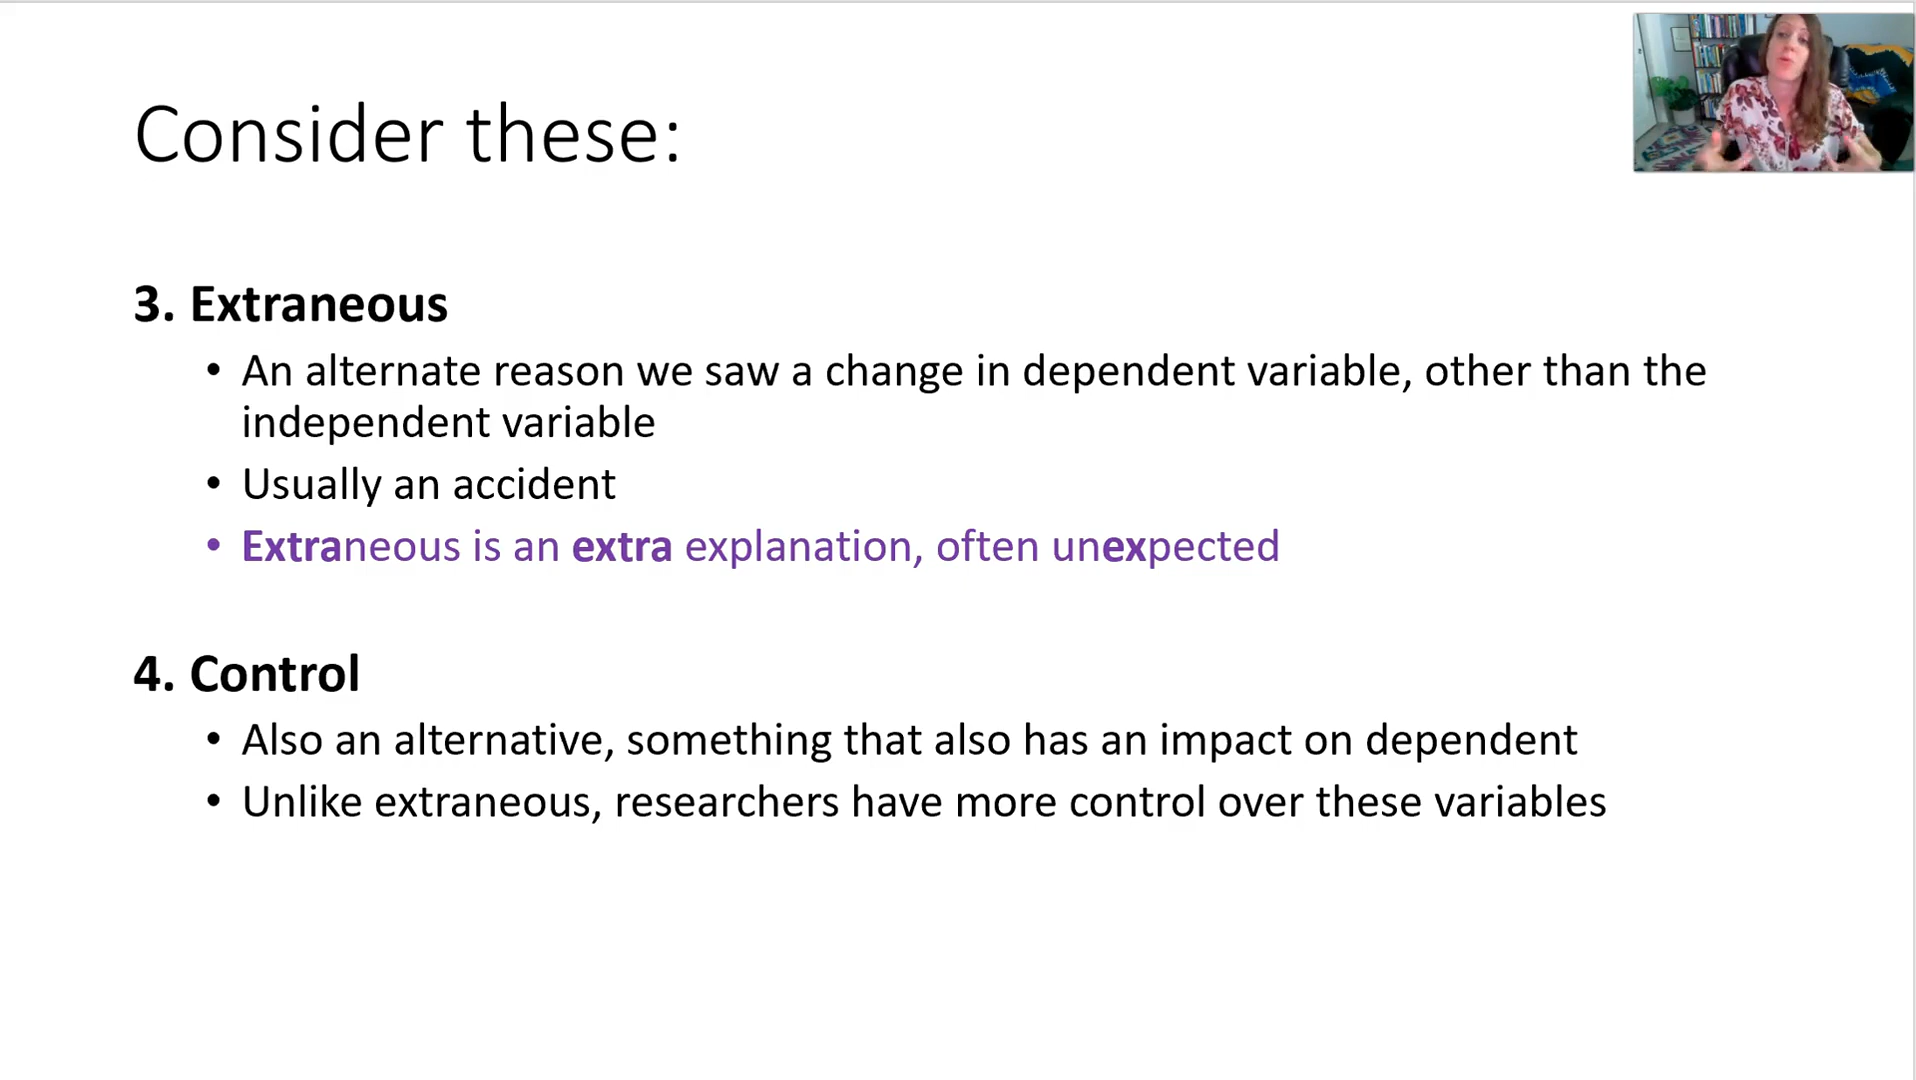 Consider these:
3. Extraneous
• An alternate reason we saw a change in dependent variable, other than the
independent variable
• Usually an accident
• Extraneous is an extra explanation, often unexpected
4. Control
• Also an alternative, something that also has an impact on dependent
• Unlike extraneous, researchers have more control over these variables